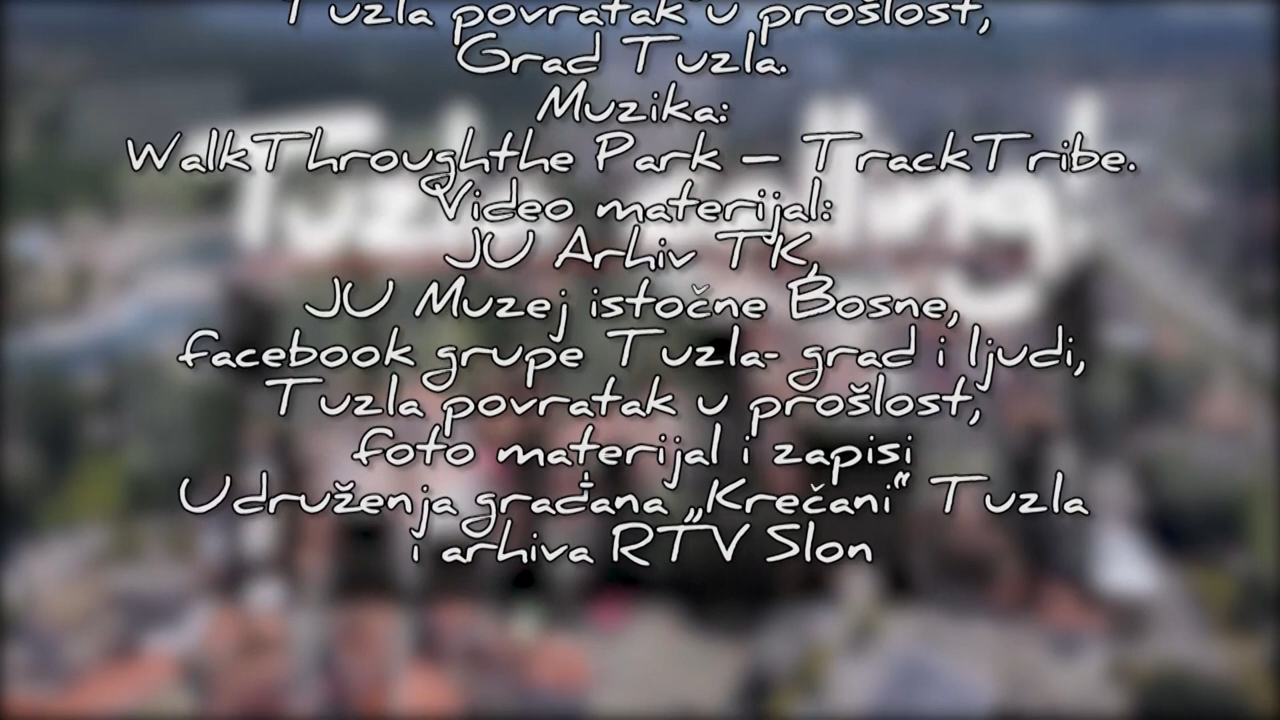 Tuzla povratak u prošlost,
Grad Tuzla.
Muzika:
WalkThroughthe Park – TrackTribe.
Video materijal:
JU Arhiv TK,
JU Muzej istočne Bosne,
facebook grupe Tuzla- grad i ljudi,
Tuzla povratak u prošlost,
foto materijal i zapisi
Udruženja građana „Krečani“ Tuzla
i arhiva RTV Slon